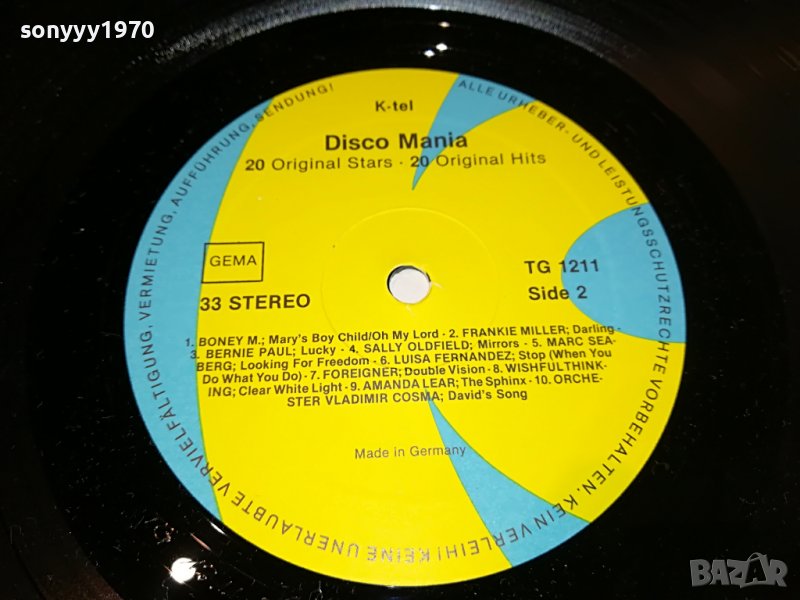 sonyyy1970
K-tel
Disco Mania
20 Original Stars · 20 Original Hits
GEMA
TG 1211
33 STEREO
Side 2
1. BONEY M.; Mary's Boy Child/Oh My Lord · 2. FRANKIE MILLER; Darling ·
3. BERNIE PAUL; Lucky · 4. SALLY OLDFIELD; Mirrors · 5. MARC SEA-
BERG; Looking For Freedom · 6. LUISA FERNANDEZ; Stop (When You
Do What You Do) · 7. FOREIGNER; Double Vision · 8. WISHFULTHINK-
ING; Clear White Light · 9. AMANDA LEAR; The Sphinx · 10. ORCHE-
STER VLADIMIR COSMA; David's Song
Made in Germany
ALLE URHEBER- UND LEISTUNGSSCHUTZRECHTE VORBEHALTEN. KEIN VERLEIH! KEINE UNERLAUBTE VERVIELFÄLTIGUNG, VERMIETUNG, AUFFÜHRUNG, SENDUNG!
BAZAR